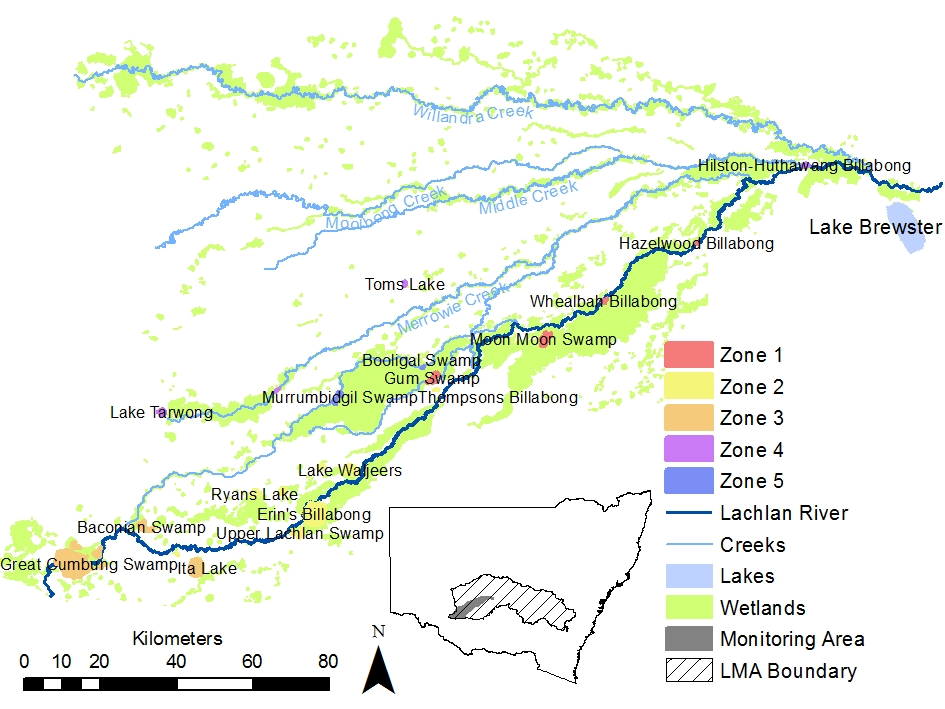 Willandra Creek
Hilston-Huthawang Billabong
Moolbong Creek
Middle Creek
Lake Brewster
Hazelwood Billabong
Toms Lake
Merrowie Creek
Whealbah Billabong
Moon Moon Swamp
Booligal Swamp
Gum Swamp
Murrumbidgil Swamp
Thompsons Billabong
Lake Tarwong
Lake Waljeers
Ryans Lake
Erin's Billabong
Baconian Swamp
Upper Lachlan Swamp
Great Cumbung Swamp
Ita Lake
Zone 1
Zone 2
Zone 3
Zone 4
Zone 5
Lachlan River
Creeks
Lakes
Wetlands
Monitoring Area
LMA Boundary
Kilometers
0 10 20 40 60 80
N